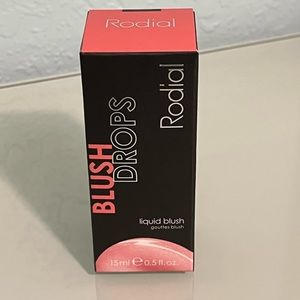 Rodial
BLUSH
DROPS
Rodial
liquid blush
gouttes blush
15ml ℮ 0.5 fl.oz.